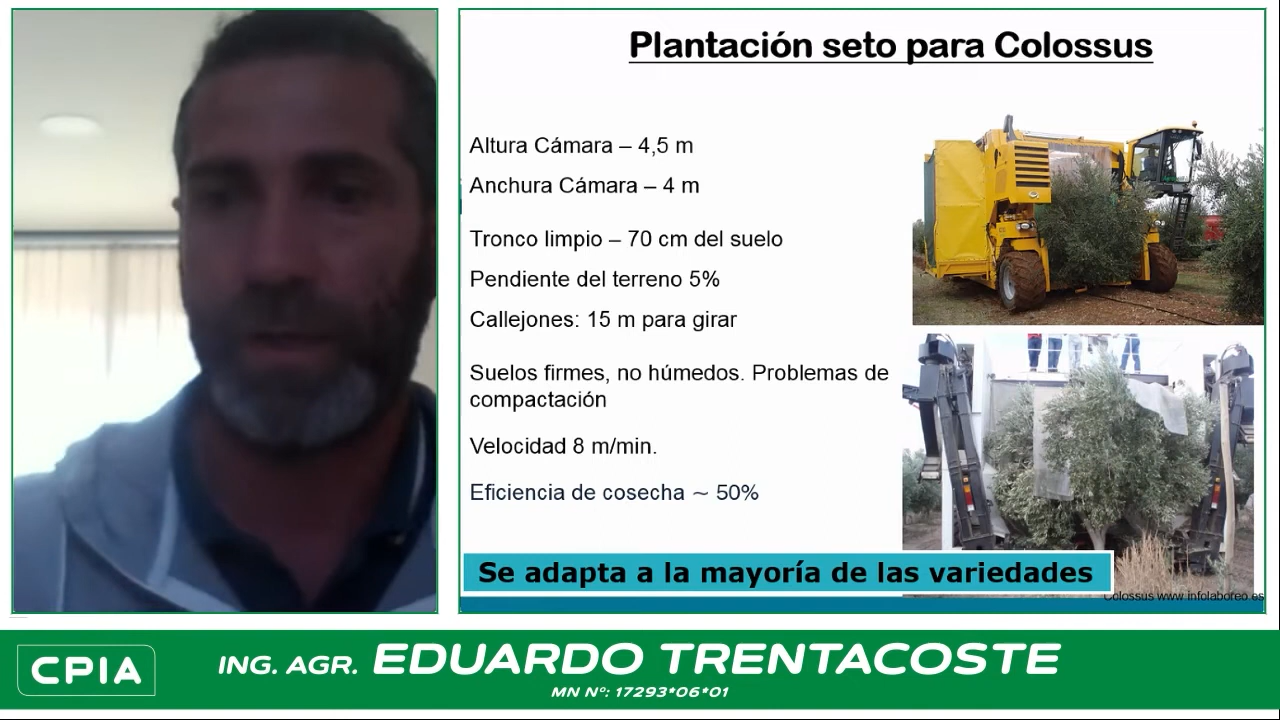 Plantación seto para Colossus
Altura Cámara – 4,5 m
Anchura Cámara – 4 m
Tronco limpio – 70 cm del suelo
Pendiente del terreno 5%
Callejones: 15 m para girar
Suelos firmes, no húmedos. Problemas de
compactación
Velocidad 8 m/min.
Eficiencia de cosecha ~ 50%
Se adapta a la mayoría de las variedades
Colossus www infolaboreo.es
CPIA
ING. AGR. EDUARDO TRENTACOSTE
MN Nº: 17293*06*01